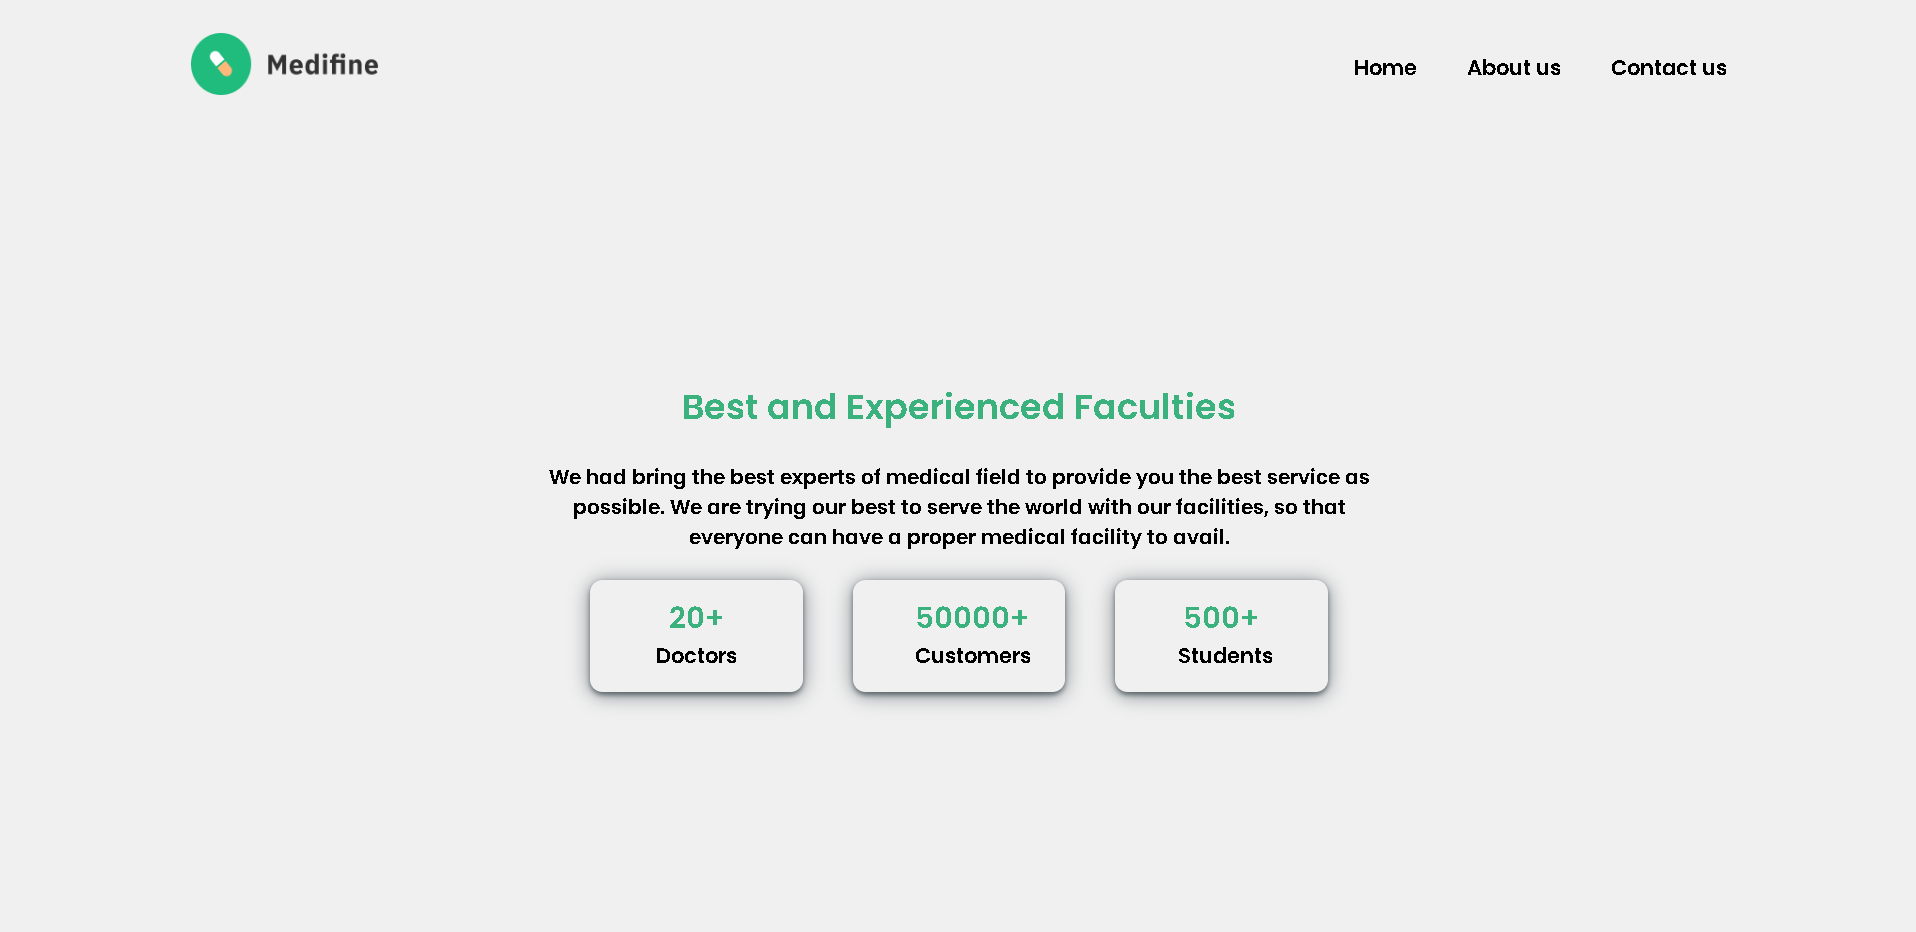 Medifine
Home
About us
Contact us
Best and Experienced Faculties
We had bring the best experts of medical field to provide you the best service as
possible. We are trying our best to serve the world with our facilities, so that
everyone can have a proper medical facility to avail.
20+
Doctors
50000+
Customers
500+
Students